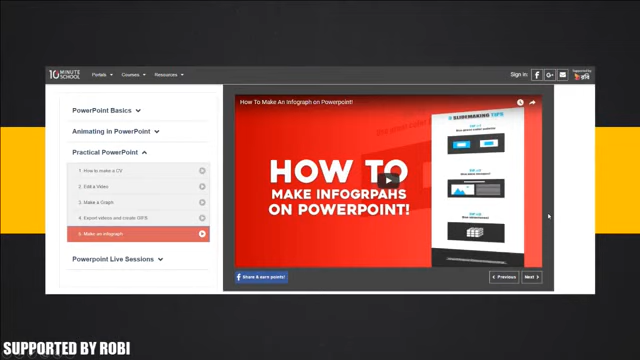 10 MINUTE SCHOOL
Portals
Courses
Resources
Sign in:
Supported by
PowerPoint Basics
Animating in PowerPoint
Practical PowerPoint
1. How to make a CV
2. Edit a Video
3. Make a Graph
4. Export videos and create GIFS
5. Make an infograph
Powerpoint Live Sessions
How To Make An Infograph on Powerpoint!
HOW TO
MAKE INFOGRPAHS
ON POWERPOINT!
3 SLIDEMAKING TIPS
Share & earn points!
Previous
Next
SUPPORTED BY ROBI